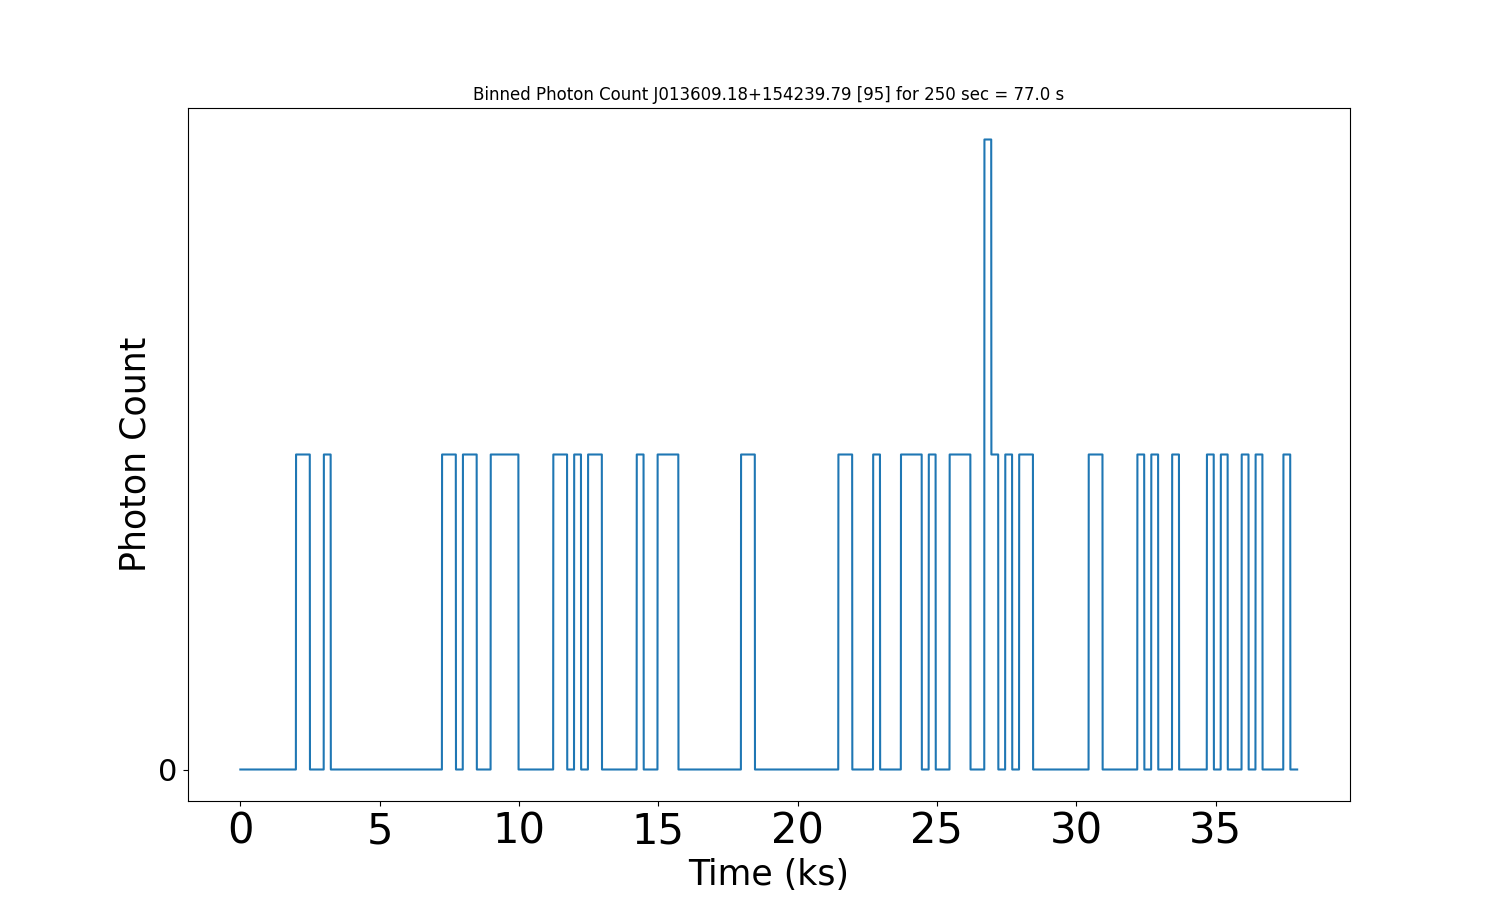 Binned Photon Count J013609.18+154239.79 [95] for 250 sec = 77.0 s
Photon Count
0
0 5 10 15 20 25 30 35
Time (ks)